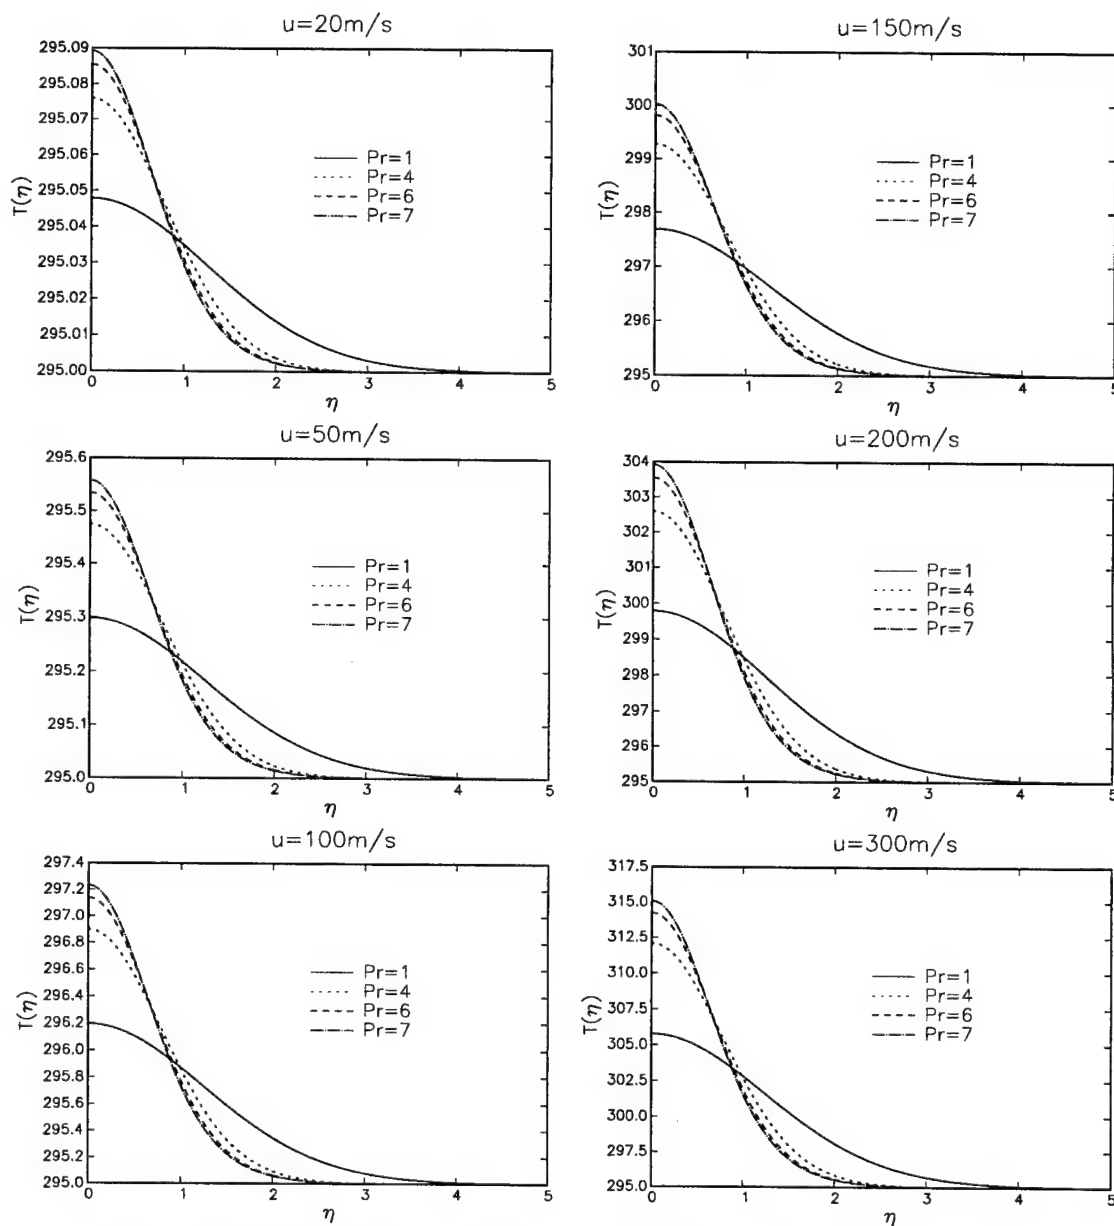 u=20m/s
295.09
295.08
295.07
295.06
295.05
295.04
295.03
295.02
295.01
295.00
T(η)
Pr=1
Pr=4
Pr=6
Pr=7
0 1 2 3 4 5
η
u=150m/s
301
300
299
298
297
296
295
T(η)
Pr=1
Pr=4
Pr=6
Pr=7
0 1 2 3 4 5
η
u=50m/s
295.6
295.5
295.4
295.3
295.2
295.1
295.0
T(η)
Pr=1
Pr=4
Pr=6
Pr=7
0 1 2 3 4 5
η
u=200m/s
304
303
302
301
300
299
298
297
296
295
T(η)
Pr=1
Pr=4
Pr=6
Pr=7
0 1 2 3 4 5
η
u=100m/s
297.4
297.2
297.0
296.8
296.6
296.4
296.2
296.0
295.8
295.6
295.4
295.2
295.0
T(η)
Pr=1
Pr=4
Pr=6
Pr=7
0 1 2 3 4 5
η
u=300m/s
317.5
315.0
312.5
310.0
307.5
305.0
302.5
300.0
297.5
295.0
T(η)
Pr=1
Pr=4
Pr=6
Pr=7
0 1 2 3 4 5
η